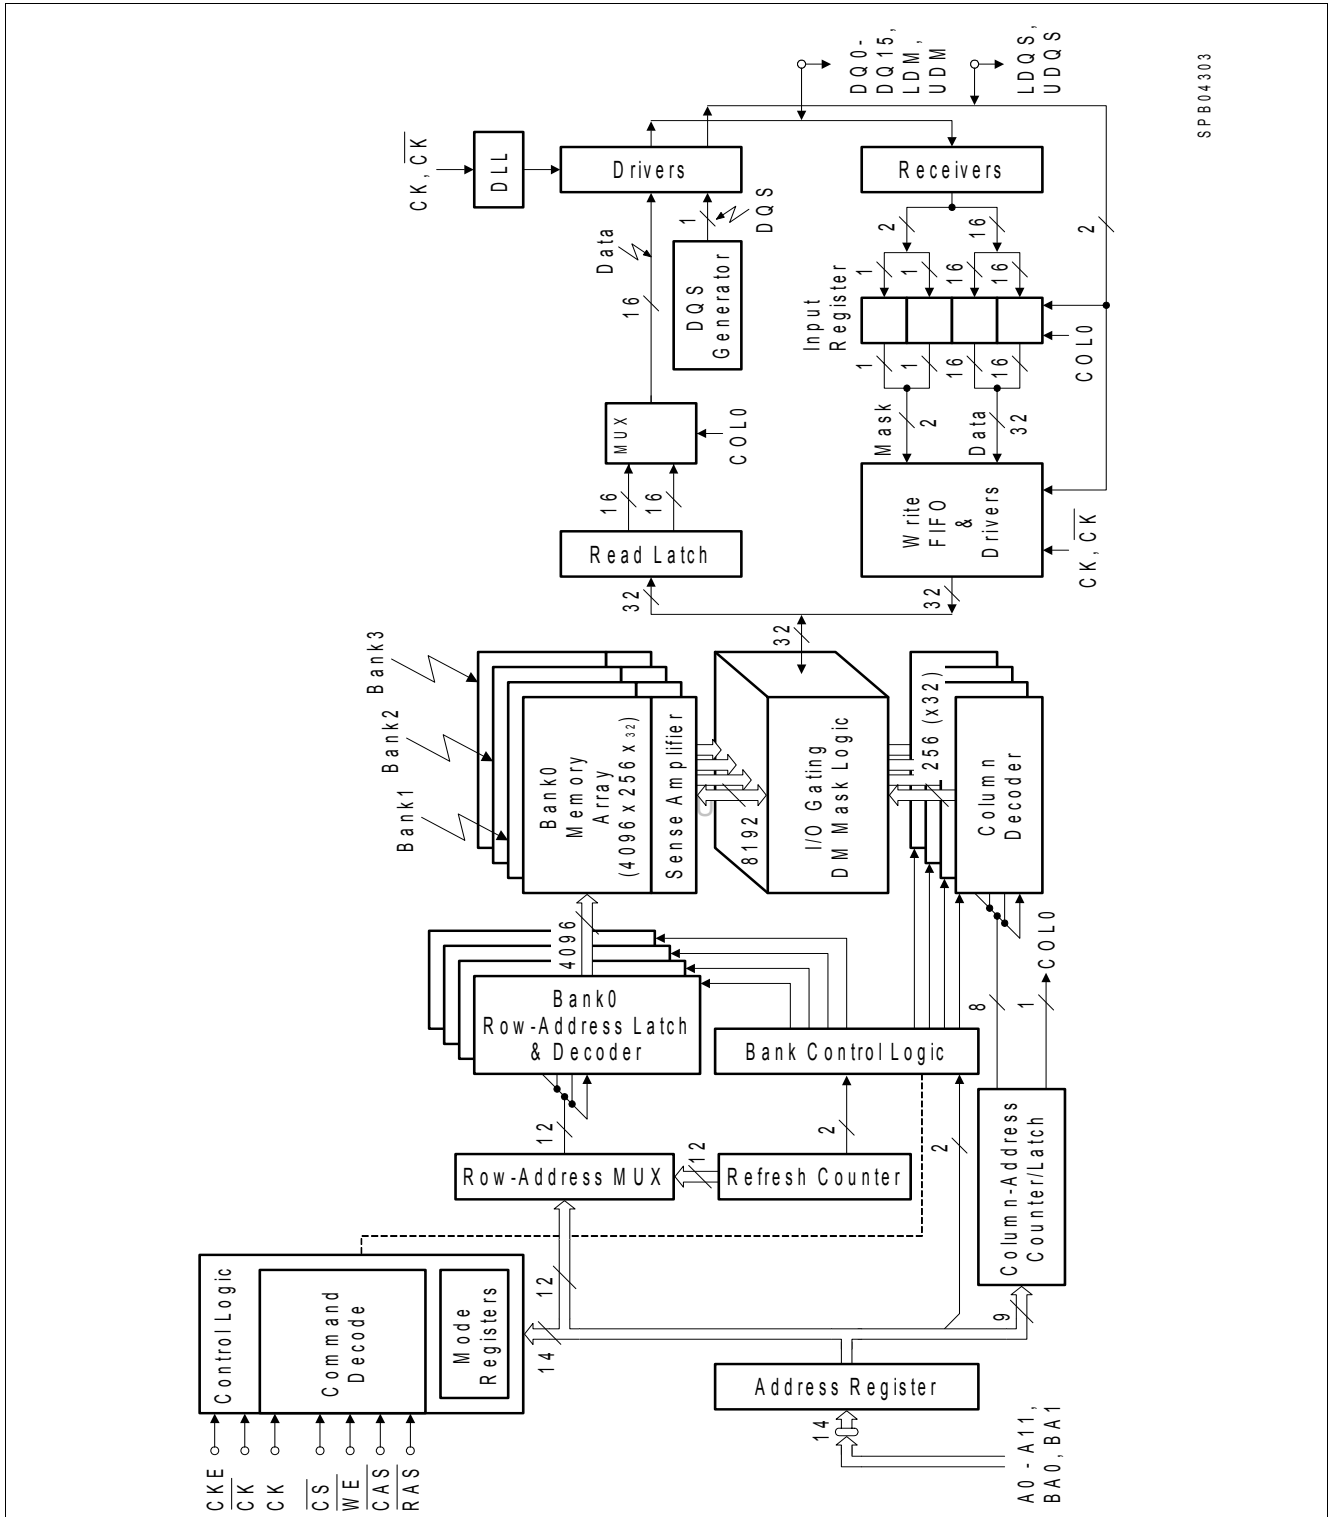 CK, CK
DLL
Drivers
Receivers
DQ0-
DQ15,
LDM,
UDM
LDQS,
UDQS
SPB04303
Data
16
1
DQS
DQS
Generator
2
16
2
1
1
16
16
Input
Register
1
1
16
16
COL0
Mask
2
Data
32
MUX
COL0
16
16
Read Latch
Write
FIFO
&
Drivers
CK, CK
32
32
32
Bank3
Bank2
Bank1
Bank0
Memory
Array
(4096 x 256 x 32)
Sense Amplifier
8192
I/O Gating
DM Mask Logic
256 (x32)
Column
Decoder
4096
Bank0
Row-Address Latch
& Decoder
Bank Control Logic
8
1
COL0
12
Row-Address MUX
12
Refresh Counter
2
2
Column-Address
Counter/Latch
Control Logic
Command
Decode
Mode
Registers
12
14
9
Address Register
14
CKE
CK
CK
CS
WE
CAS
RAS
A0 - A11,
BA0, BA1